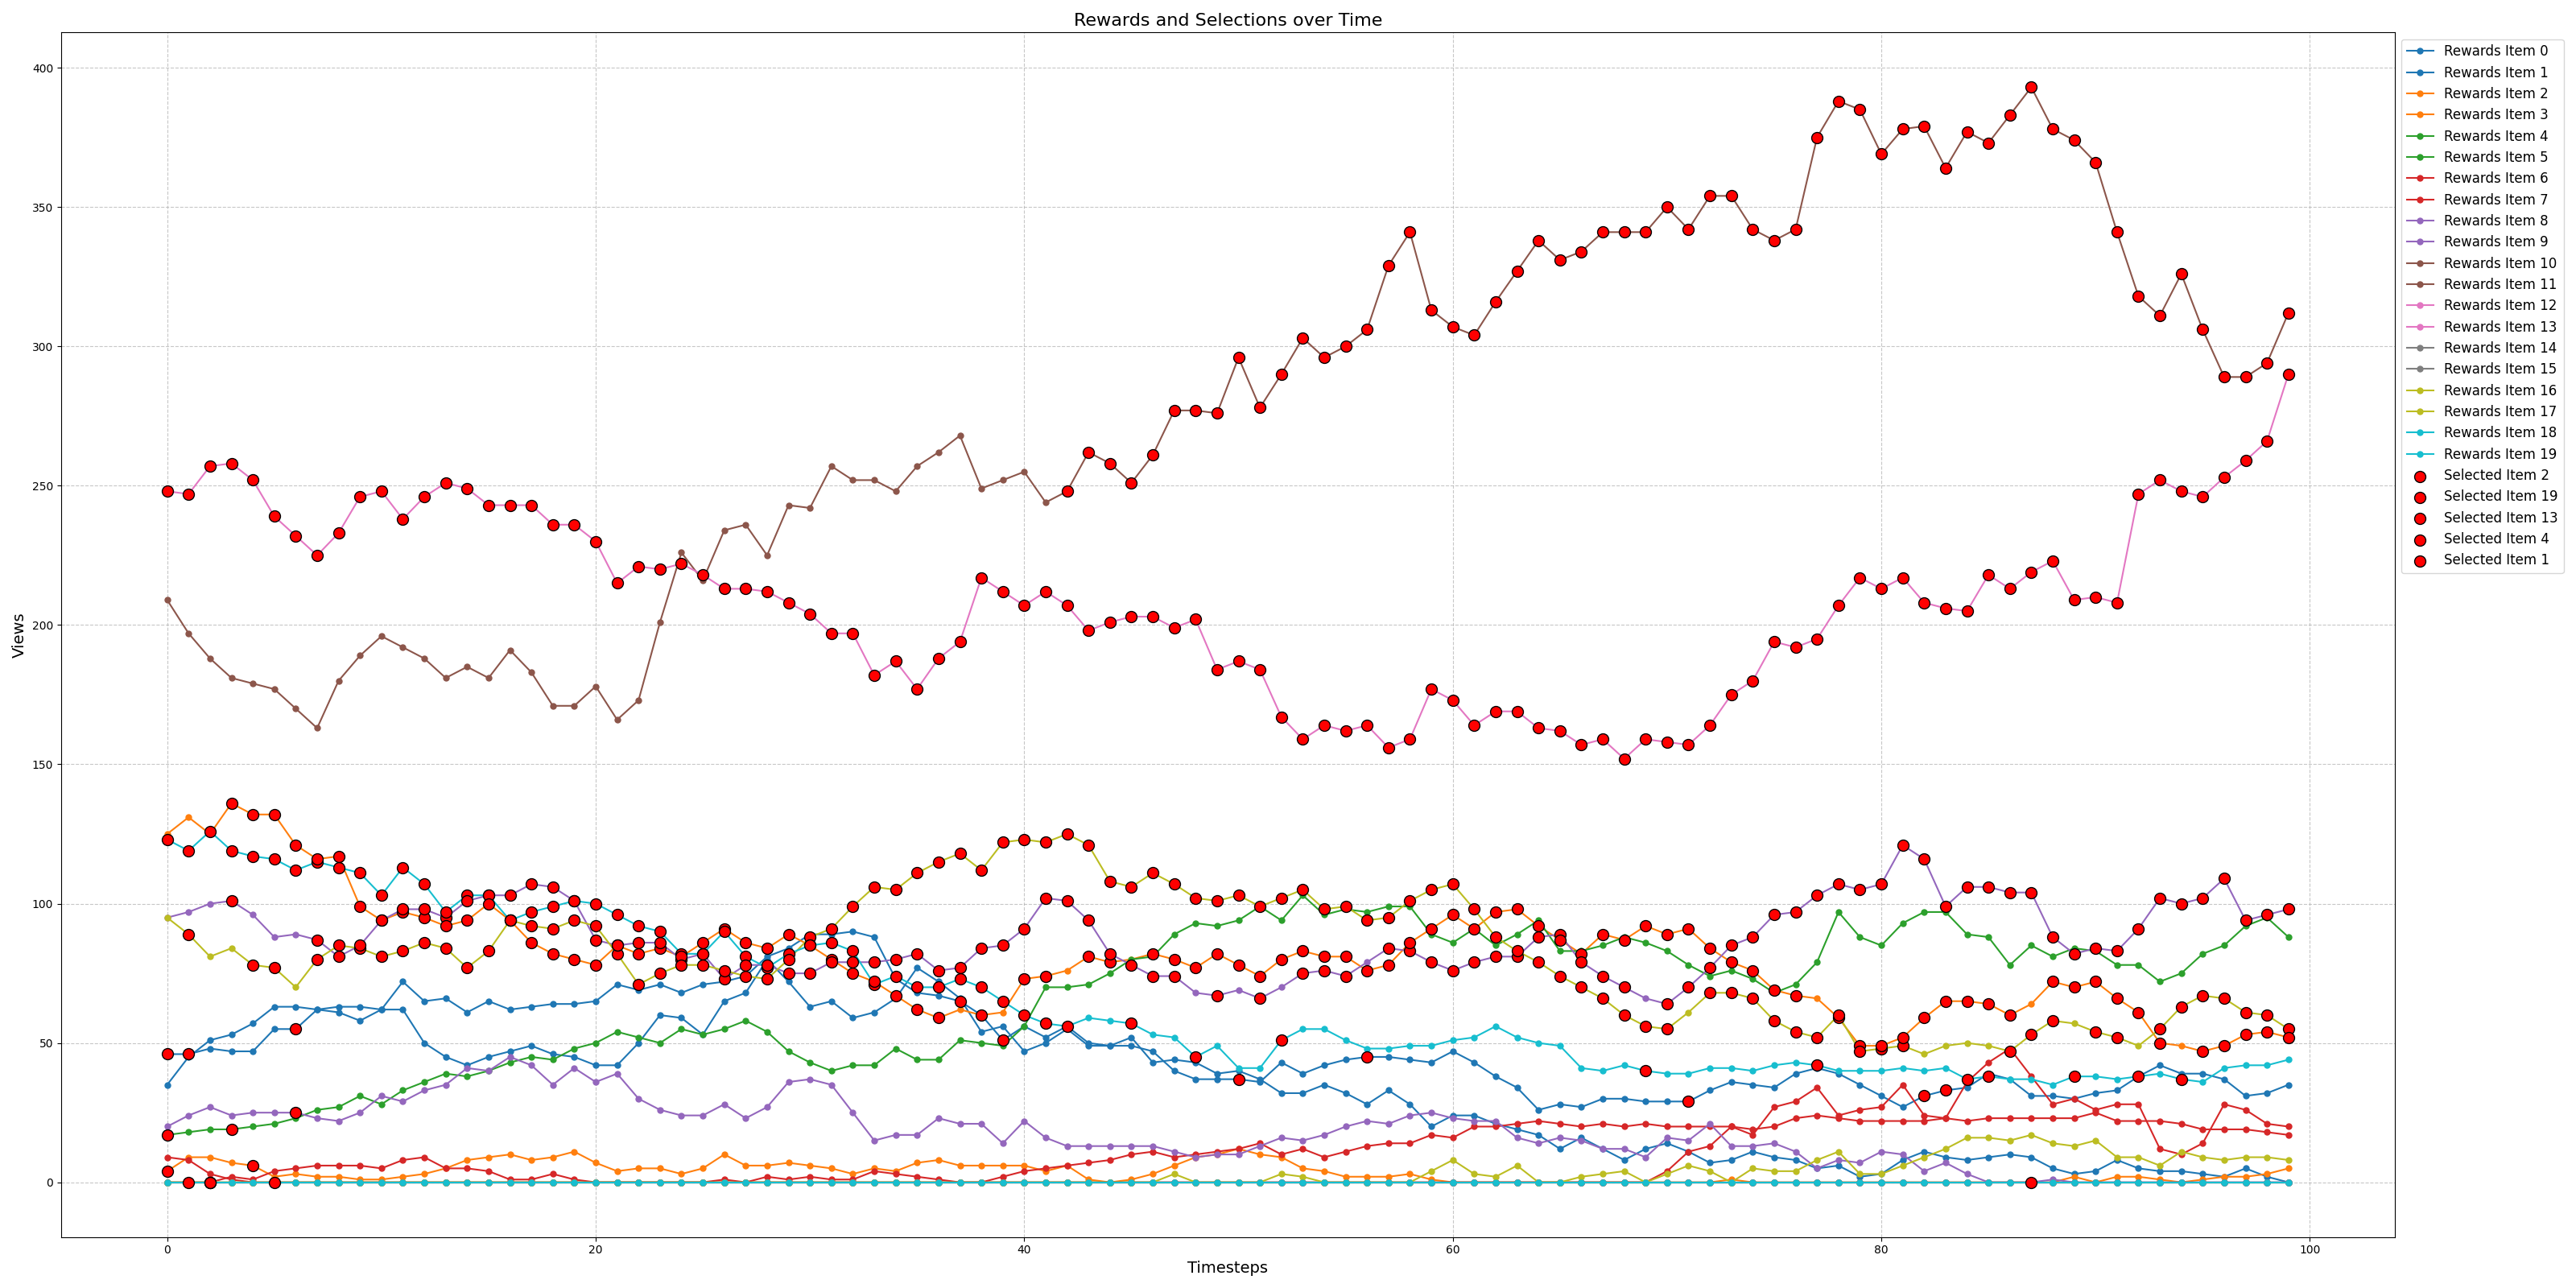 Rewards and Selections over Time
400
350
300
250
200
150
100
50
0
Views
0
20
40
60
80
100
Timesteps
Rewards Item 0
Rewards Item 1
Rewards Item 2
Rewards Item 3
Rewards Item 4
Rewards Item 5
Rewards Item 6
Rewards Item 7
Rewards Item 8
Rewards Item 9
Rewards Item 10
Rewards Item 11
Rewards Item 12
Rewards Item 13
Rewards Item 14
Rewards Item 15
Rewards Item 16
Rewards Item 17
Rewards Item 18
Rewards Item 19
Selected Item 2
Selected Item 19
Selected Item 13
Selected Item 4
Selected Item 1